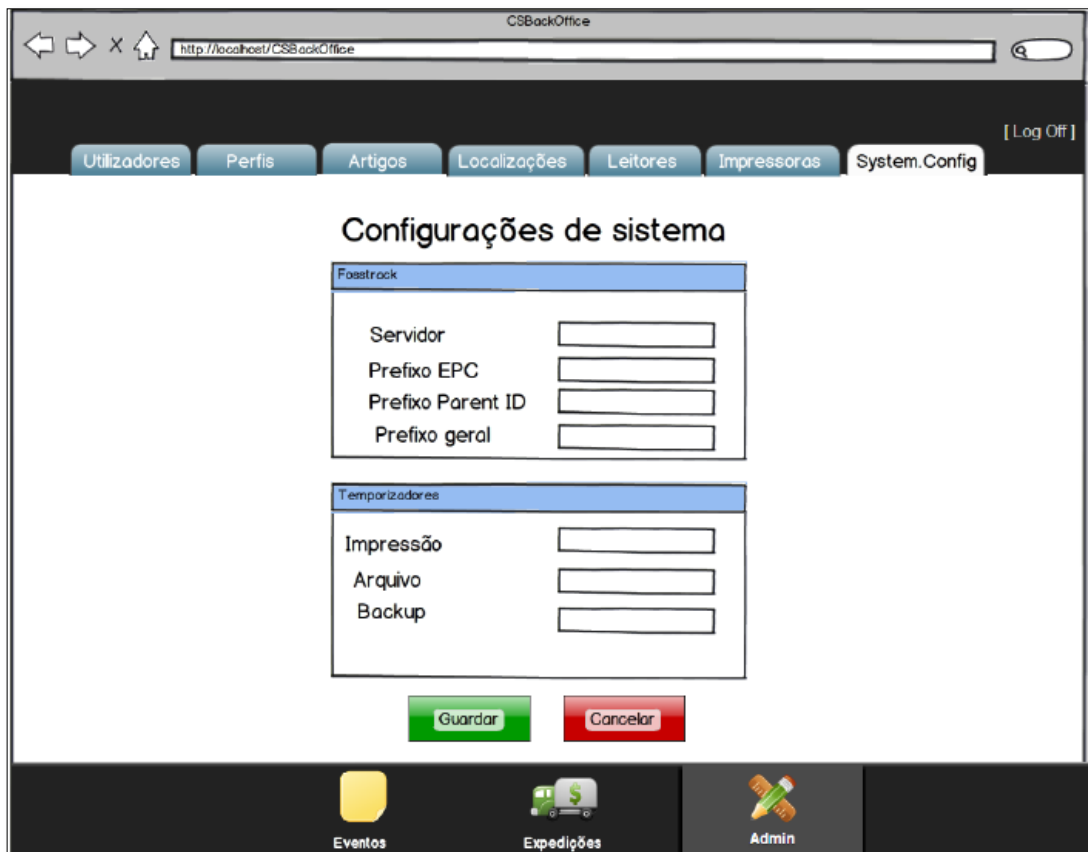 CSBackOffice
http://localhost/CSBackOffice
[ Log Off ]
Utilizadores Perfis Artigos Localizações Leitores Impressoras System.Config
Configurações de sistema
Fosstrack
Servidor
Prefixo EPC
Prefixo Parent ID
Prefixo geral
Temporizadores
Impressão
Arquivo
Backup
Guardar Cancelar
Eventos Expedições Admin